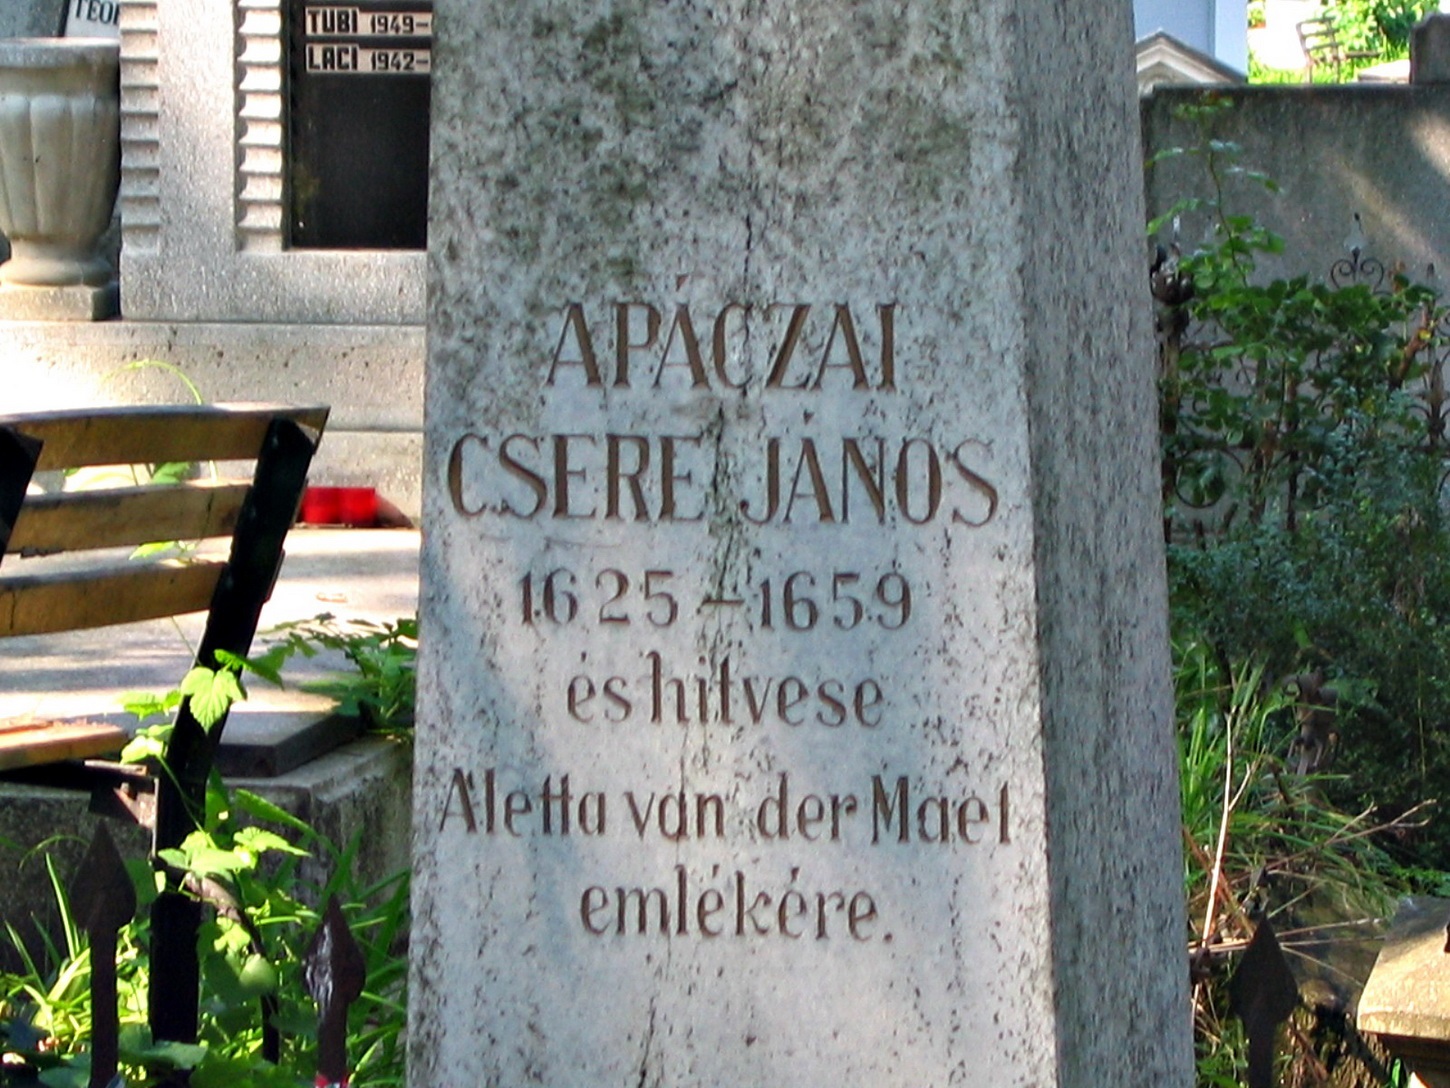 TUBI 1949-
LACI 1942-
APÁCZAI
CSERE JÁNOS
1625 – 1659
és hitvese
Aletta van der Maet
emlékére.